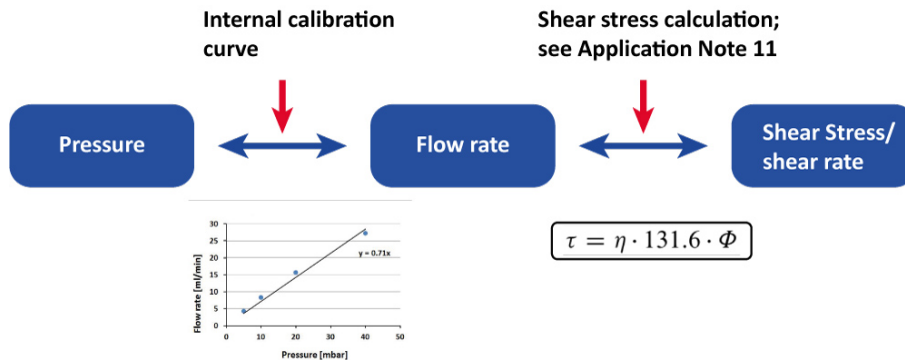 Internal calibration
curve
Shear stress calculation;
see Application Note 11
Pressure
Flow rate
Shear Stress/
shear rate
τ = η · 131.6 · Φ
Flow rate [ml/min]
30
25
20
15
10
5
0
y = 0.71x
0 10 20 30 40 50
Pressure [mbar]